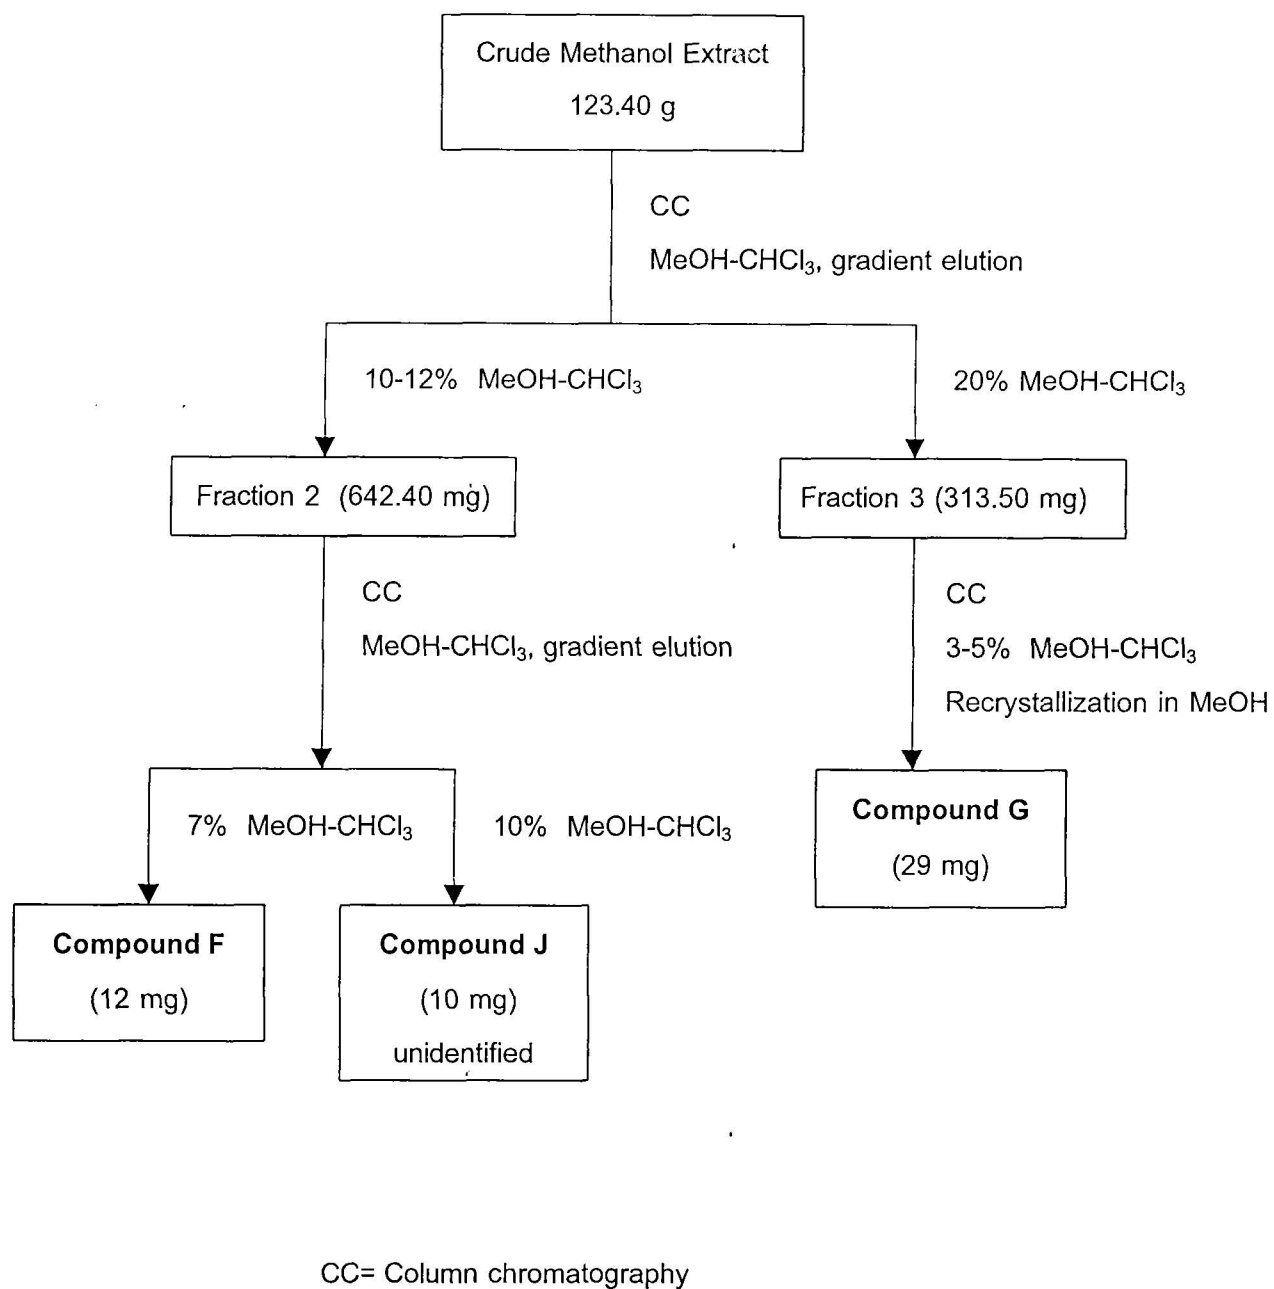 Crude Methanol Extract
123.40 g
CC
MeOH-CHCl₃, gradient elution
10-12% MeOH-CHCl₃
20% MeOH-CHCl₃
Fraction 2 (642.40 mg)
Fraction 3 (313.50 mg)
CC
MeOH-CHCl₃, gradient elution
CC
3-5% MeOH-CHCl₃
Recrystallization in MeOH
7% MeOH-CHCl₃
10% MeOH-CHCl₃
Compound G
(29 mg)
Compound F
(12 mg)
Compound J
(10 mg)
unidentified
CC= Column chromatography